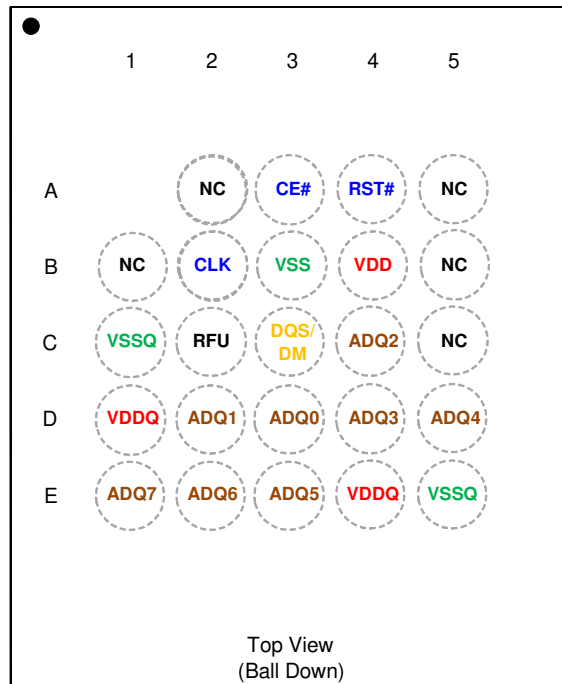 1 2 3 4 5
A NC CE# RST# NC
B NC CLK VSS VDD NC
C VSSQ RFU DQS/ DM ADQ2 NC
D VDDQ ADQ1 ADQ0 ADQ3 ADQ4
E ADQ7 ADQ6 ADQ5 VDDQ VSSQ
Top View
(Ball Down)